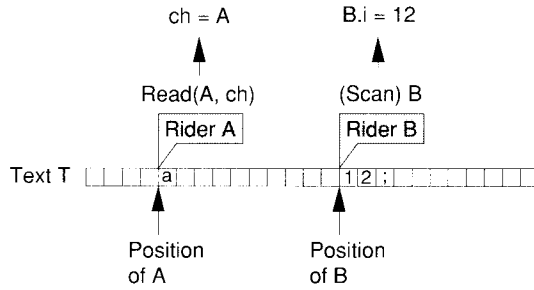 ch = A
B.i = 12
Read(A, ch)
(Scan) B
Rider A
Rider B
Text T
a
1 2 ;
Position
of A
Position
of B